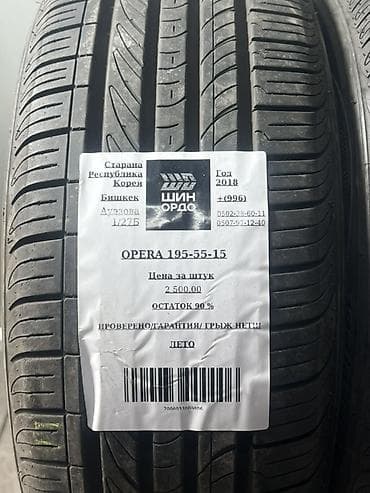 Старана
Республика
Корея
Бишкек
Ауэзова
1/27Б
ШИН
ОРДО
Год
2018
+(996)
OPERA 195-55-15
Цена за штук
2 500.00
ОСТАТОК 90 %
ПРОВЕРЕНО/ГАРАНТИЯ/ ГРЫЖ НЕТ!!!
ЛЕТО